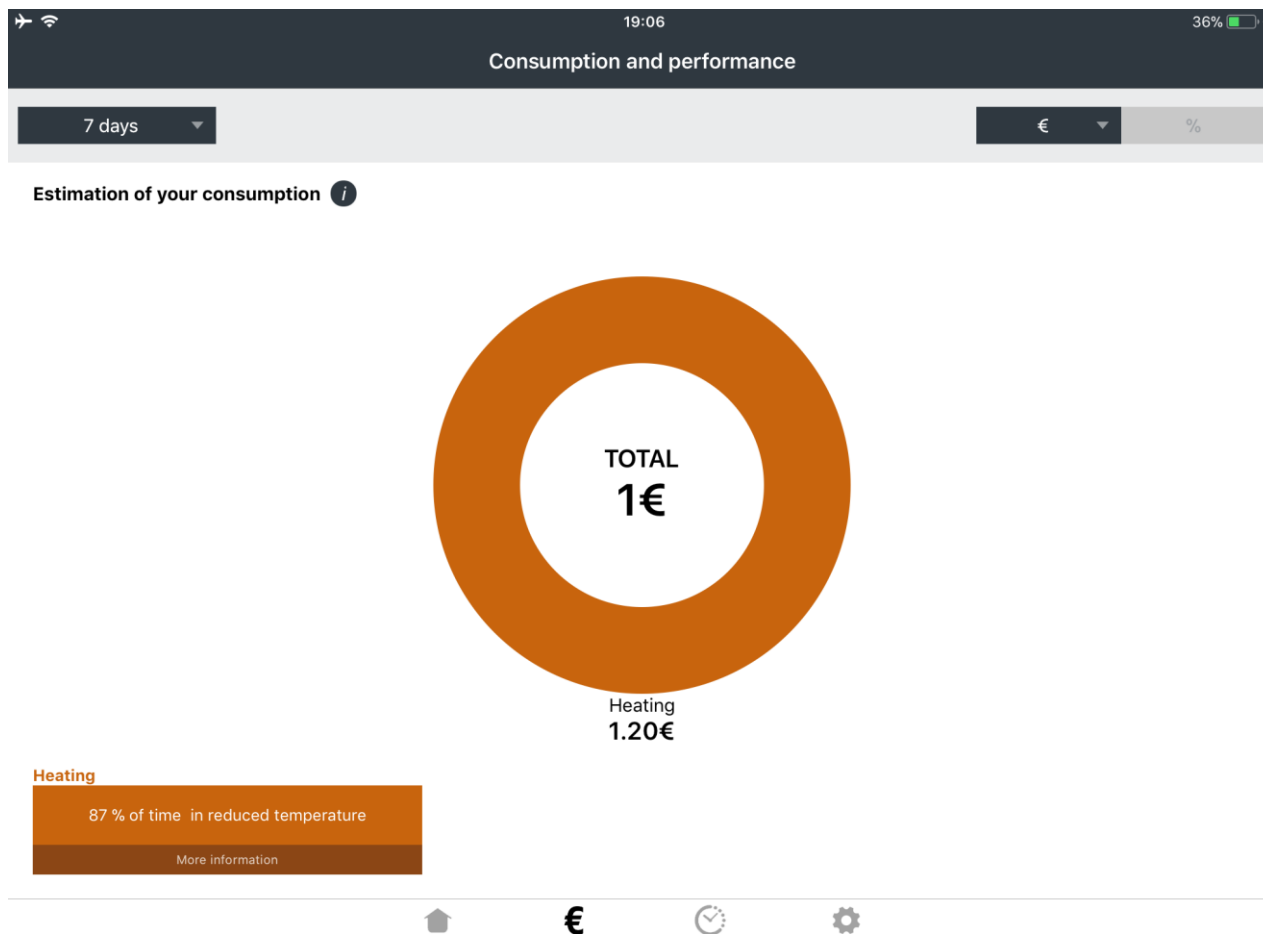 19:06
36%
Consumption and performance
7 days
€
%
Estimation of your consumption i
TOTAL
1€
Heating
1.20€
Heating
87 % of time  in reduced temperature
More information
€